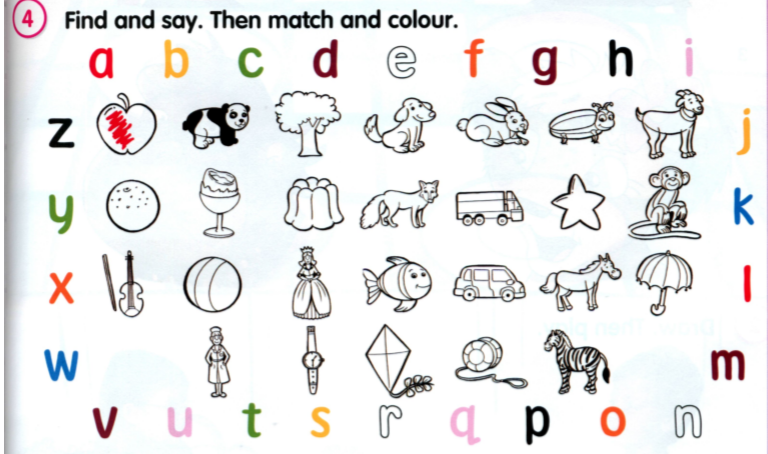 4 Find and say. Then match and colour.
a b c d e f g h i
z j
y k
x l
w m
v u t s r q p o n